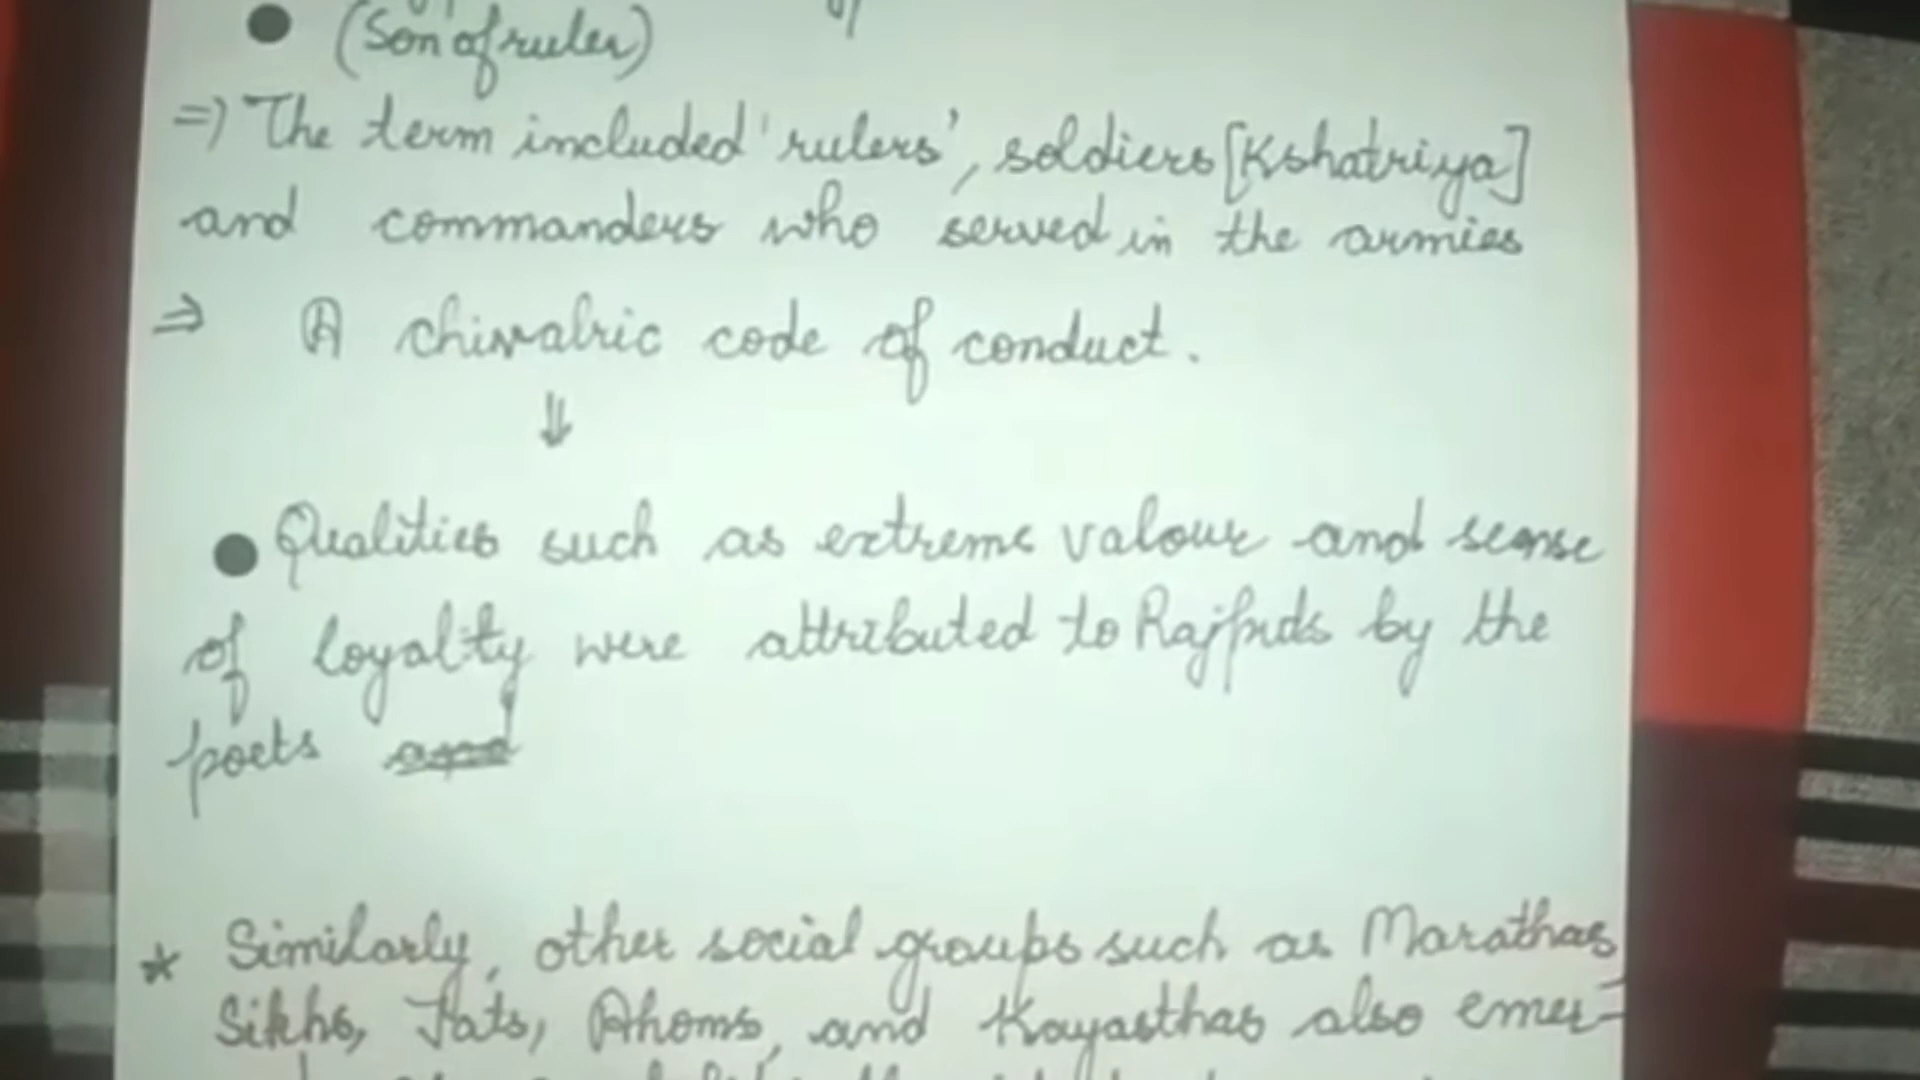 ● (Son of ruler)
⇒ The term included 'rulers', soldiers [Kshatriya]
and commanders who served in the armies
⇒ A chivalric code of conduct.
⇓
● Qualities such as extreme valour and sense
of loyalty were attributed to Rajputs by the
poets and
* Similarly, other social groups such as Marathas
Sikhs, Jats, Ahoms, and Kayasthas also emer-